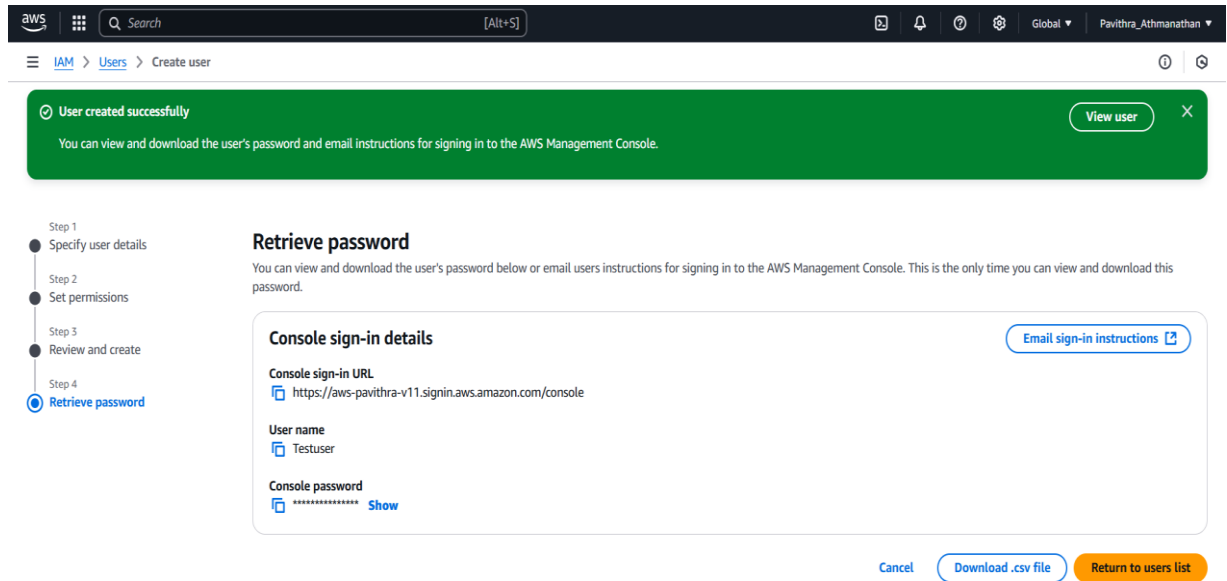 aws
Search [Alt+S]
Global ▼
Pavithra_Athmanathan ▼
IAM > Users > Create user
User created successfully
View user
You can view and download the user's password and email instructions for signing in to the AWS Management Console.
Step 1
Specify user details
Step 2
Set permissions
Step 3
Review and create
Step 4
Retrieve password
Retrieve password
You can view and download the user's password below or email users instructions for signing in to the AWS Management Console. This is the only time you can view and download this
password.
Console sign-in details
Email sign-in instructions
Console sign-in URL
https://aws-pavithra-v11.signin.aws.amazon.com/console
User name
Testuser
Console password
*************** Show
Cancel
Download .csv file
Return to users list